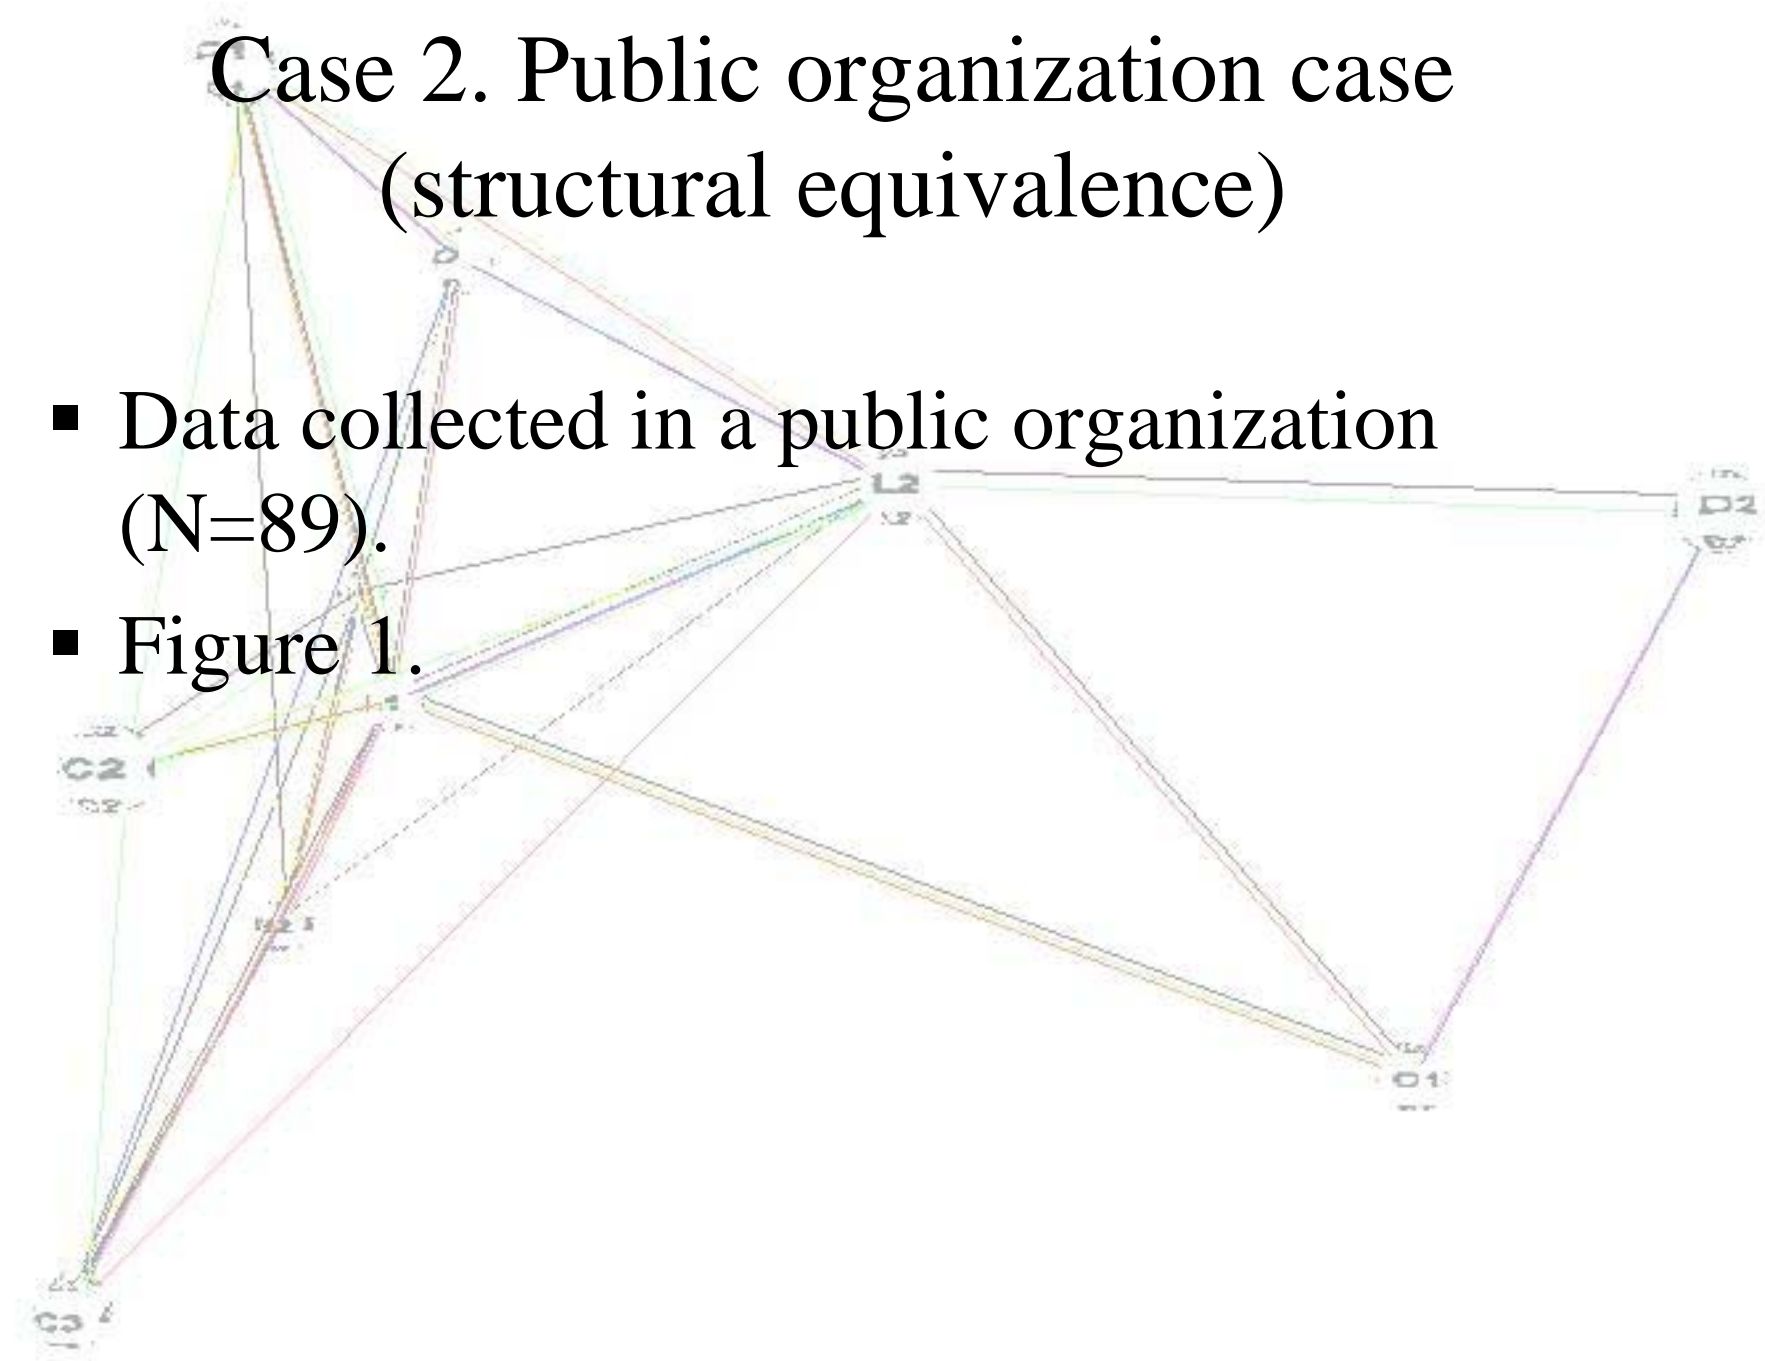 Case 2. Public organization case
(structural equivalence)
▪ Data collected in a public organization
(N=89).
▪ Figure 1.
L2
D2
C2
C1
C3